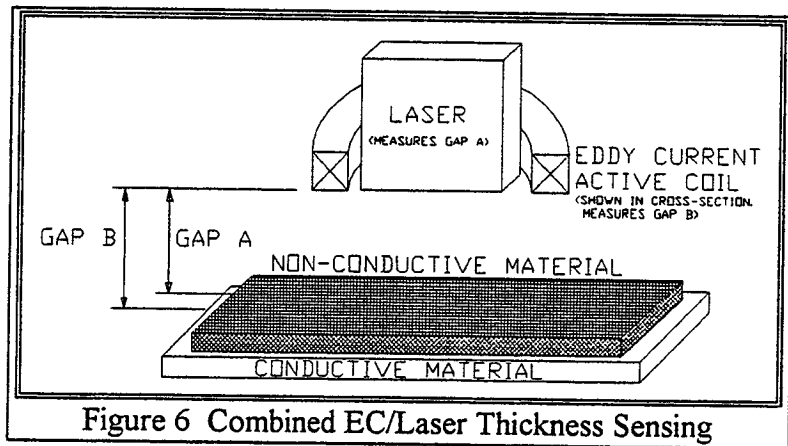 LASER
(MEASURES GAP A)
EDDY CURRENT
ACTIVE COIL
(SHOWN IN CROSS-SECTION.
MEASURES GAP B)
GAP B
GAP A
NON-CONDUCTIVE MATERIAL
CONDUCTIVE MATERIAL
Figure 6 Combined EC/Laser Thickness Sensing